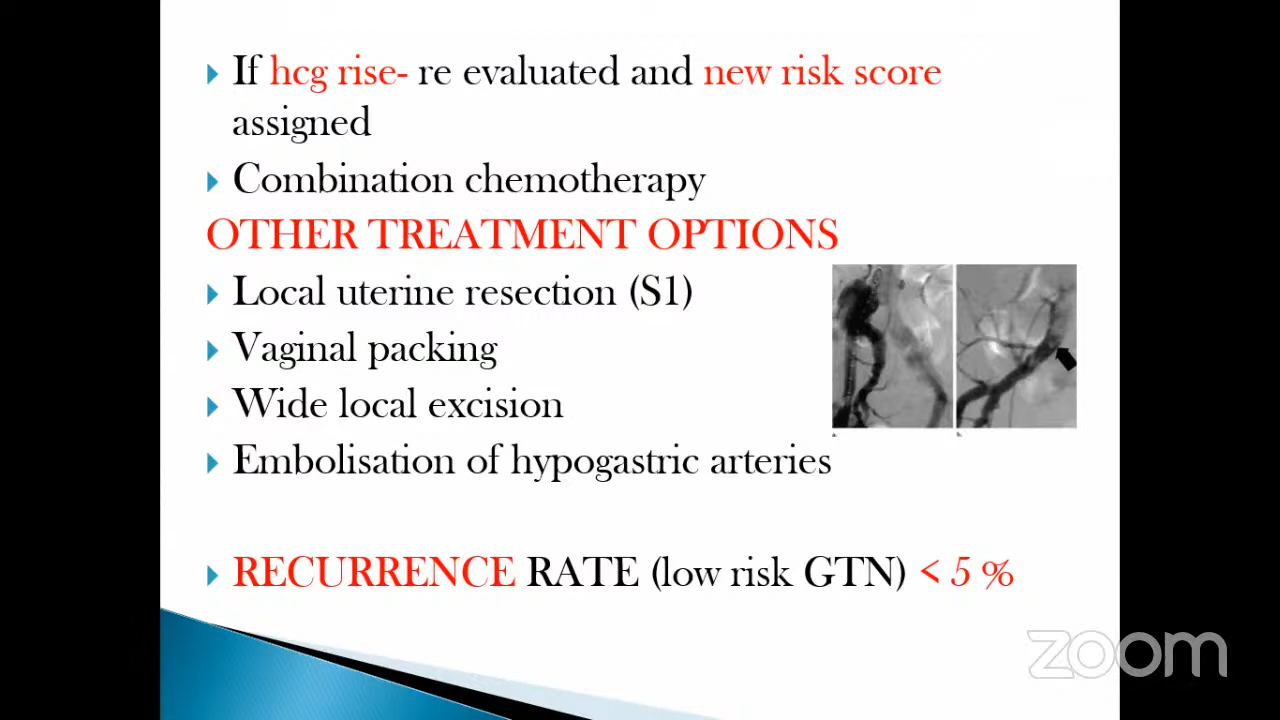 If hcg rise- re evaluated and new risk score
assigned
Combination chemotherapy
OTHER TREATMENT OPTIONS
Local uterine resection (S1)
Vaginal packing
Wide local excision
Embolisation of hypogastric arteries
RECURRENCE RATE (low risk GTN) < 5 %
zoom